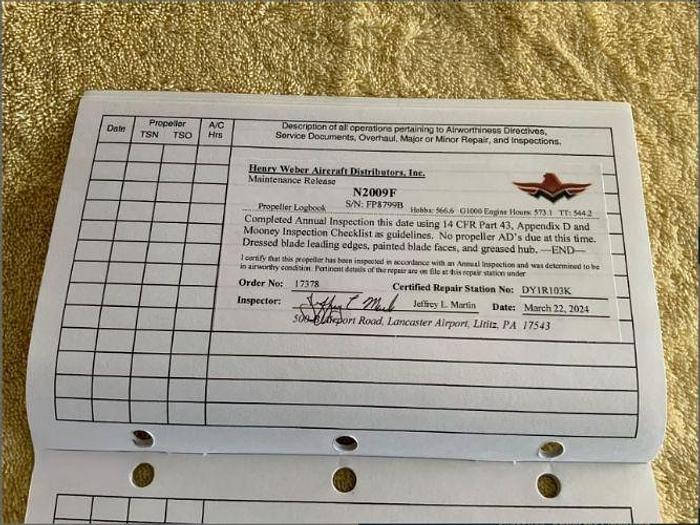 Date Propeller TSN TSO A/C Hrs Description of all operations pertaining to Airworthiness Directives,
Service Documents, Overhaul, Major or Minor Repair, and Inspections.
Henry Weber Aircraft Distributors, Inc.
Maintenance Release
N2009F
Propeller Logbook S/N: FP8799B Hobbs: 566.6 G1000 Engine Hours: 573.1 TT: 544.2
Completed Annual Inspection this date using 14 CFR Part 43, Appendix D and
Mooney Inspection Checklist as guidelines. No propeller AD's due at this time.
Dressed blade leading edges, painted blade faces, and greased hub. —END—
I certify that this propeller has been inspected in accordance with an Annual Inspection and was determined to be
in airworthy condition. Pertinent details of the repair are on file at this repair station under
Order No: 17378 Certified Repair Station No: DY1R103K
Inspector: Jeffrey L. Martin Date: March 22, 2024
Airport Road, Lancaster Airport, Lititz, PA 17543